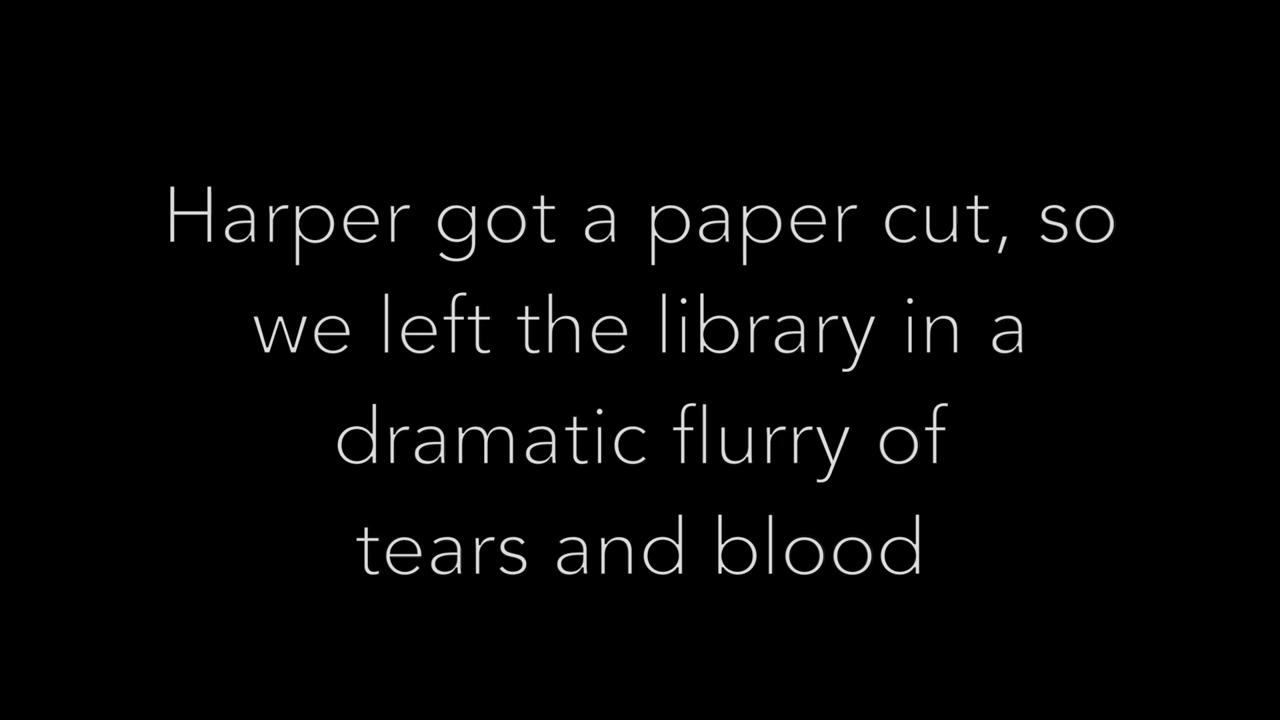 Harper got a paper cut, so
we left the library in a
dramatic flurry of
tears and blood